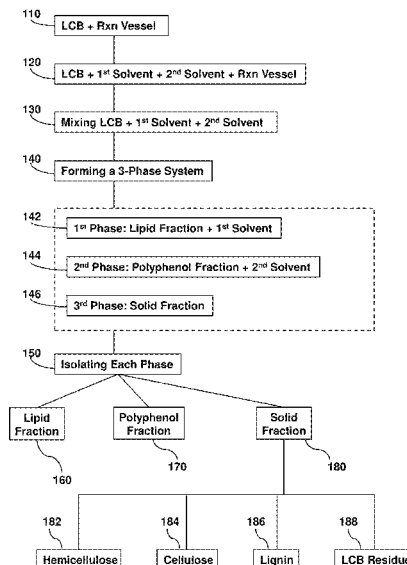 110
LCB + Rxn Vessel
120
LCB + 1st Solvent + 2nd Solvent + Rxn Vessel
130
Mixing LCB + 1st Solvent + 2nd Solvent
140
Forming a 3-Phase System
142
1st Phase: Lipid Fraction + 1st Solvent
144
2nd Phase: Polyphenol Fraction + 2nd Solvent
146
3rd Phase: Solid Fraction
150
Isolating Each Phase
Lipid Fraction
Polyphenol Fraction
Solid Fraction
160
170
180
182
184
186
188
Hemicellulose
Cellulose
Lignin
LCB Residue